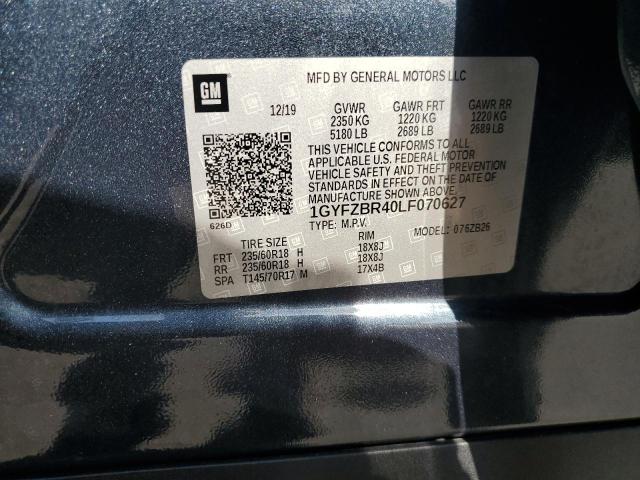 GM
MFD BY GENERAL MOTORS LLC
12/19 GVWR GAWR FRT GAWR RR
2350 KG 1220 KG 1220 KG
5180 LB 2689 LB 2689 LB
THIS VEHICLE CONFORMS TO ALL
APPLICABLE U.S. FEDERAL MOTOR
VEHICLE SAFETY AND THEFT PREVENTION
STANDARDS IN EFFECT ON THE DATE OF
MANUFACTURE SHOWN ABOVE.
1GYFZBR40LF070627
626D TYPE: M.P.V. MODEL: 076ZB26
TIRE SIZE RIM
FRT 235/60R18 H 18X8J
RR 235/60R18 H 18X8J
SPA T145/70R17 M 17X4B